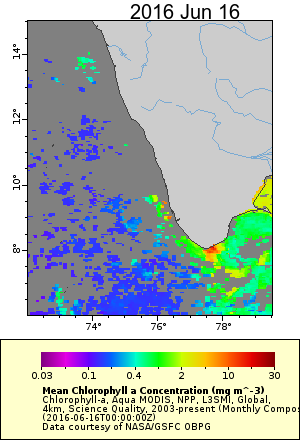 2016 Jun 16
14°
12°
10°
8°
74°
76°
78°
0.03 0.1 0.4 1 4 10 30
Mean Chlorophyll a Concentration (mg m^-3)
Chlorophyll-a, Aqua MODIS, NPP, L3SMI, Global,
4km, Science Quality, 2003-present (Monthly Compos
(2016-06-16T00:00:00Z)
Data courtesy of NASA/GSFC OBPG